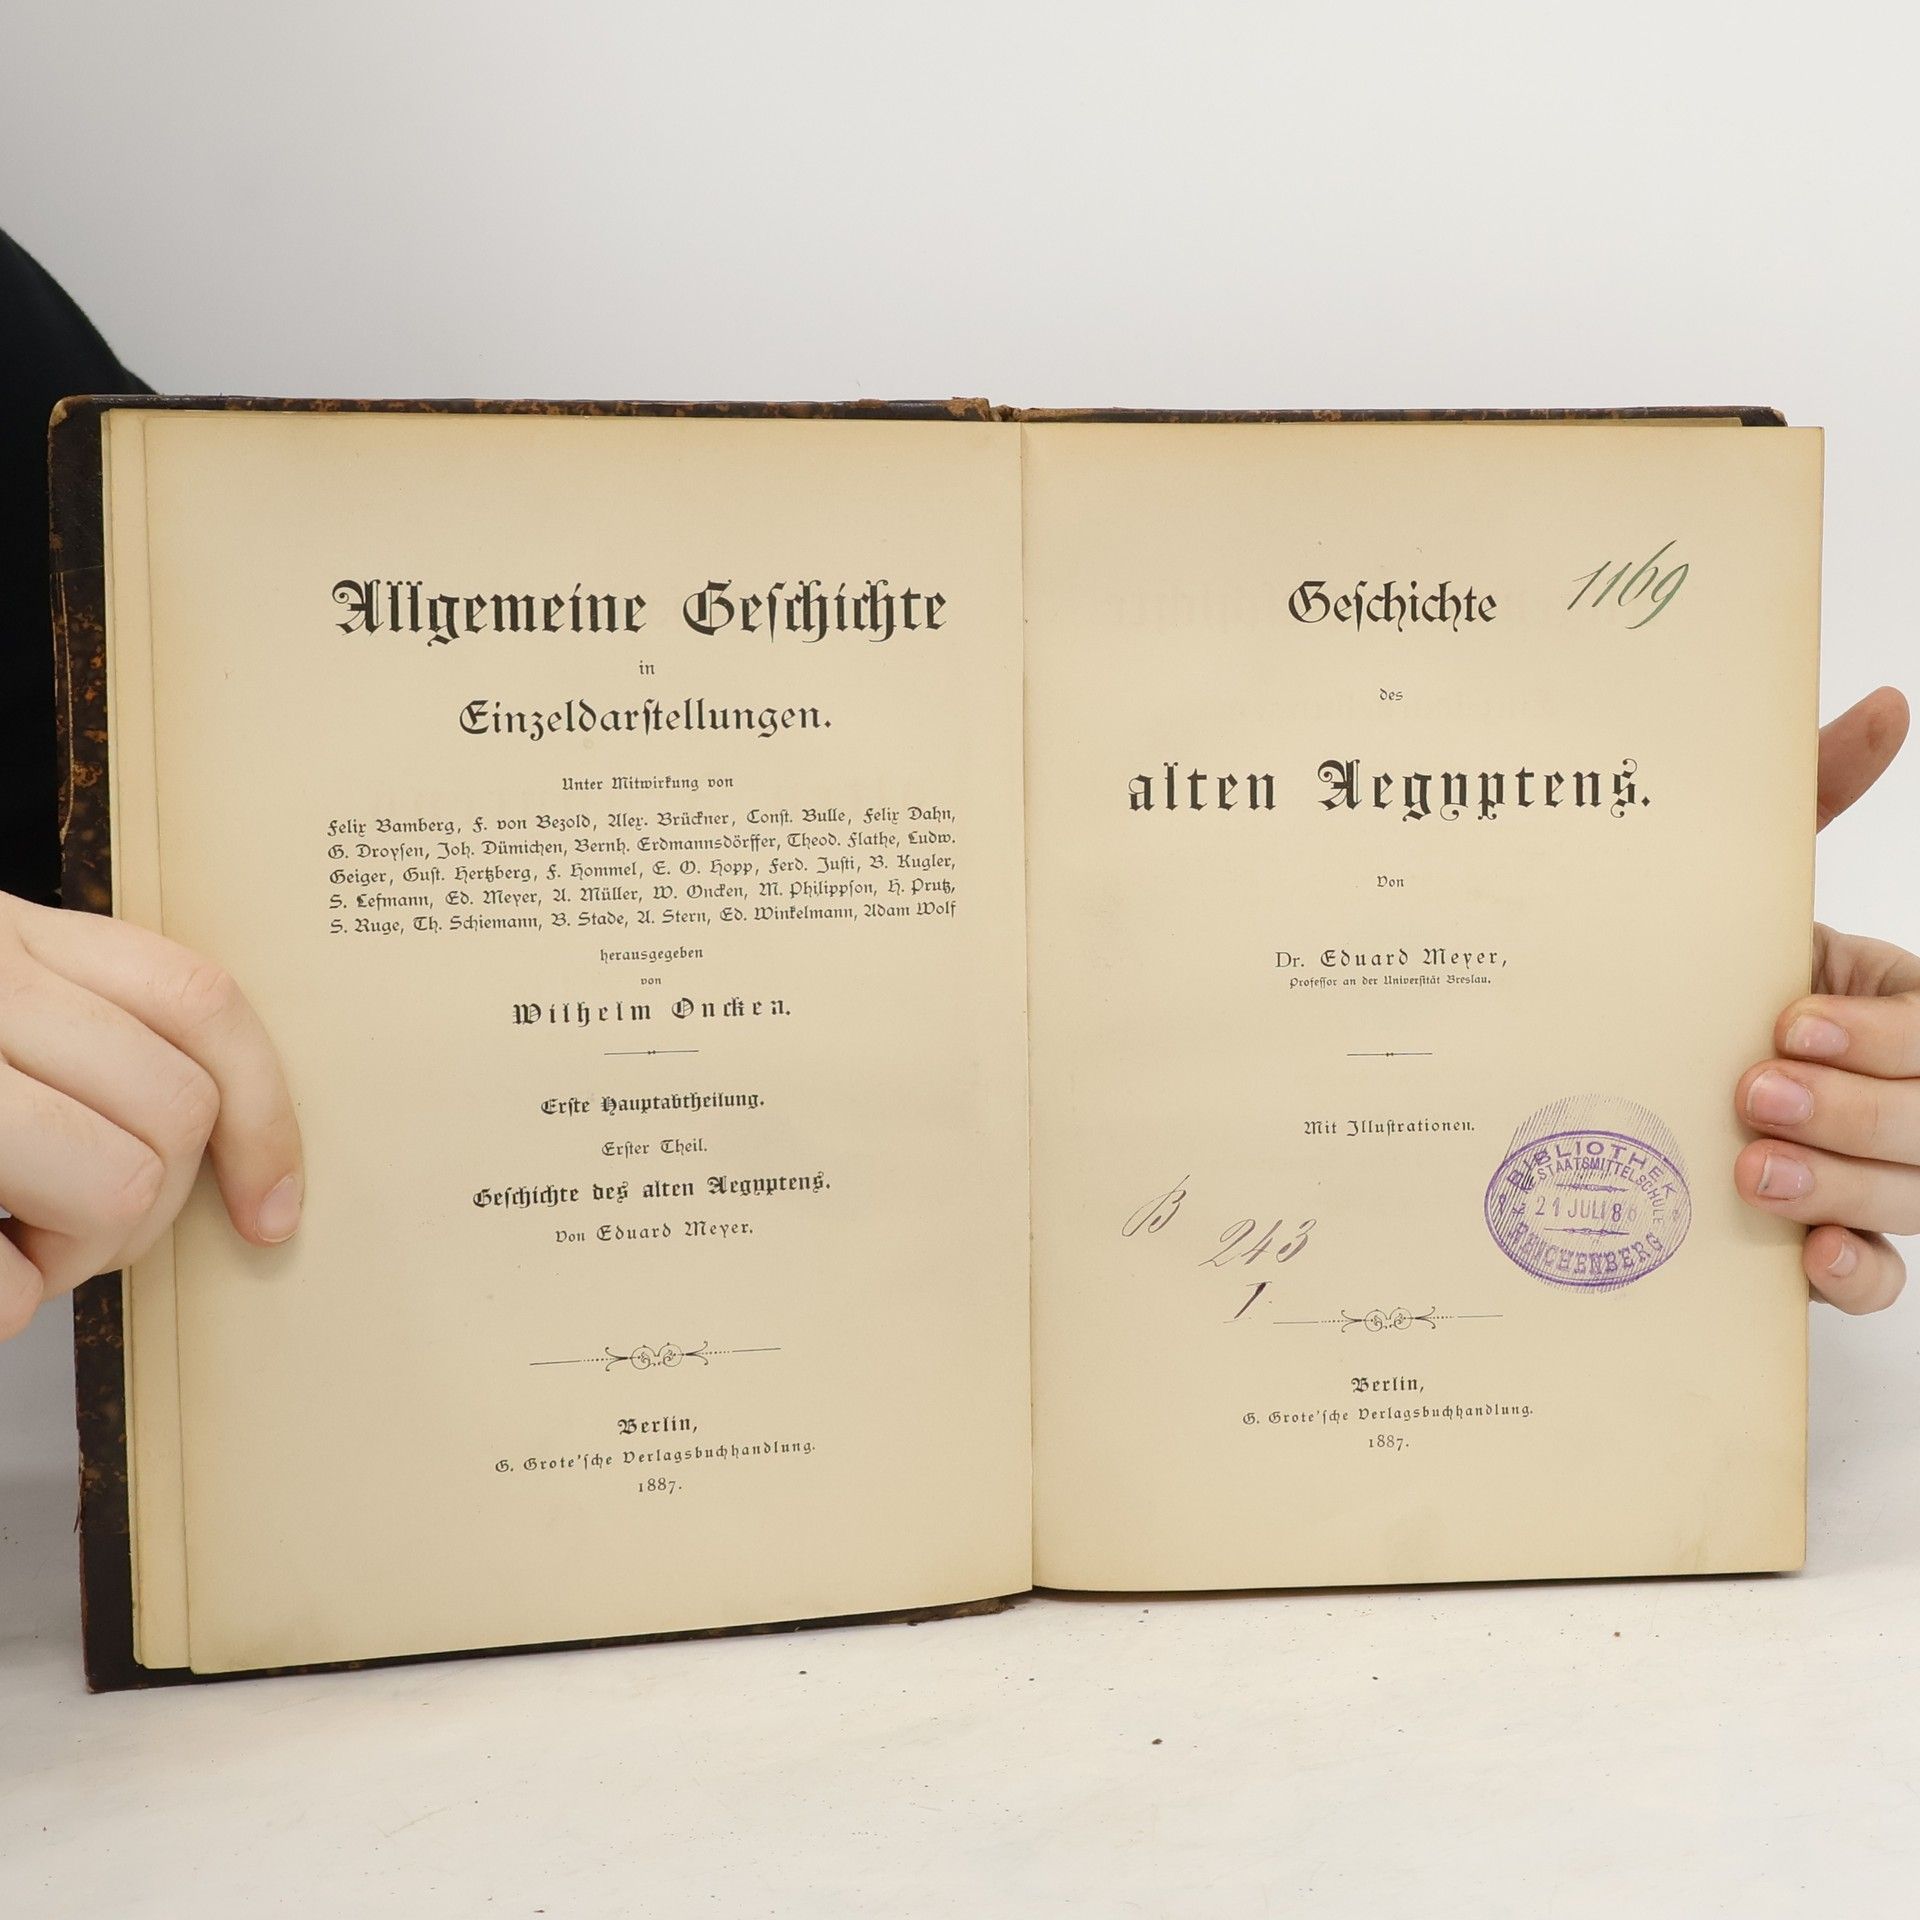 Allgemeine Geschichte
in
Einzeldarstellungen.
Unter Mitwirkung von
Felix Bamberg, F. von Bezold, Alex. Brückner, Const. Bulle, Felix Dahn,
G. Droysen, Joh. Dümichen, Bernh. Erdmannsdörffer, Theod. Flathe, Ludw.
Geiger, Gust. Hertzberg, F. Hommel, E. O. Hopp, Ferd. Justi, B. Kugler,
S. Lefmann, Ed. Meyer, A. Müller, W. Oncken, M. Philippson, H. Prutz,
S. Ruge, Th. Schiemann, B. Stade, A. Stern, Ed. Winkelmann, Adam Wolf
herausgegeben
von
Wilhelm Oncken.
Erste Hauptabtheilung.
Erster Theil.
Geschichte des alten Aegyptens.
Von Eduard Meyer.
Berlin,
G. Grote'sche Verlagsbuchhandlung.
1887.
Geschichte 1169
des
alten Aegyptens.
Von
Dr. Eduard Meyer,
Professor an der Universität Breslau.
Mit Illustrationen.
BIBLIOTHEK
STAATSMITTELSCHULE
21 JULI 8
REICHENBERG
B
243
I.
Berlin,
G. Grote'sche Verlagsbuchhandlung.
1887.